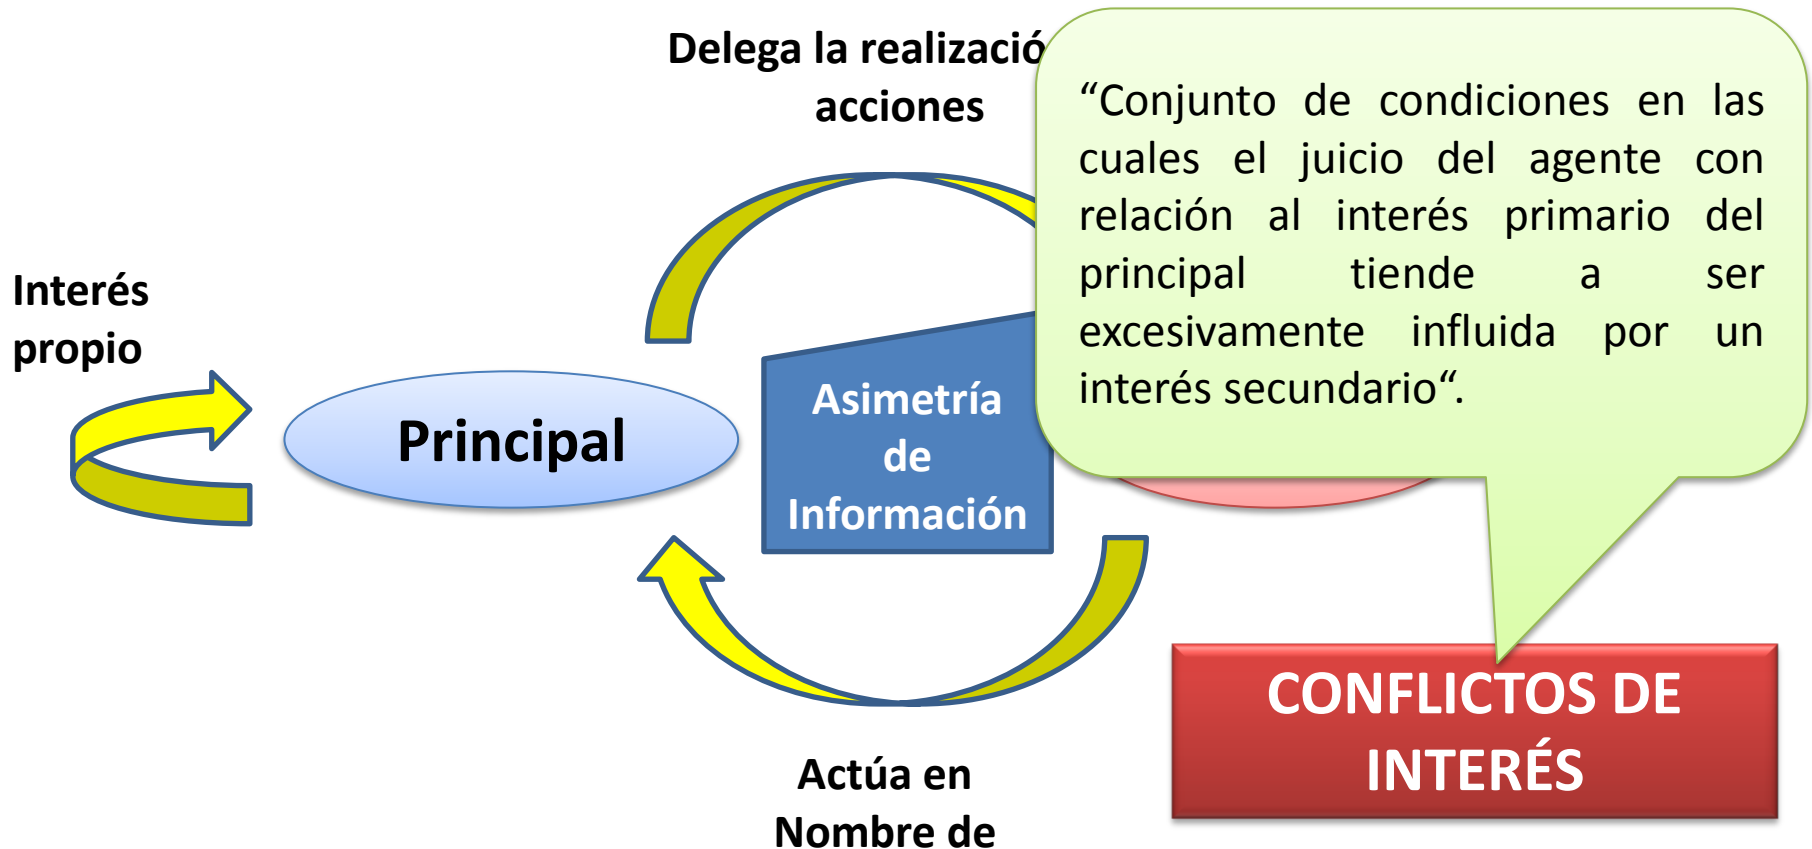 Delega la realizació
acciones
“Conjunto de condiciones en las
cuales el juicio del agente con
relación al interés primario del
principal tiende a ser
excesivamente influida por un
interés secundario“.
Interés
propio
Principal
Asimetría
de
Información
CONFLICTOS DE
INTERÉS
Actúa en
Nombre de